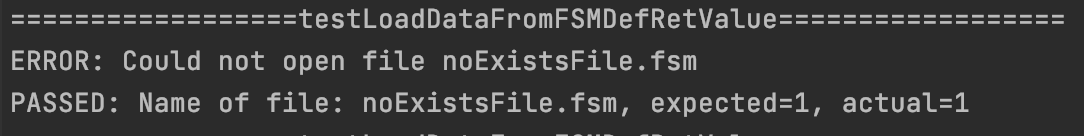 ==================testLoadDataFromFSMDefRetValue==================
ERROR: Could not open file noExistsFile.fsm
PASSED: Name of file: noExistsFile.fsm, expected=1, actual=1